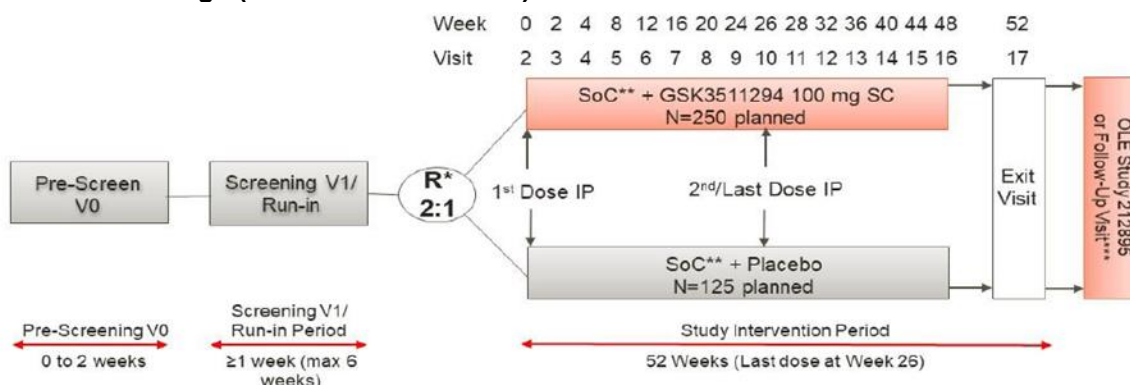 Week 0 2 4 8 12 16 20 24 26 28 32 36 40 44 48 52
Visit 2 3 4 5 6 7 8 9 10 11 12 13 14 15 16 17
SoC** + GSK3511294 100 mg SC
N=250 planned
Pre-Screen
V0
Screening V1/
Run-in
R*
2:1
1st Dose IP
2nd/Last Dose IP
Exit
Visit
OLE Study 212895
or Follow-Up Visit***
SoC** + Placebo
N=125 planned
Pre-Screening V0
0 to 2 weeks
Screening V1/
Run-in Period
≥1 week (max 6
weeks)
Study Intervention Period
52 Weeks (Last dose at Week 26)